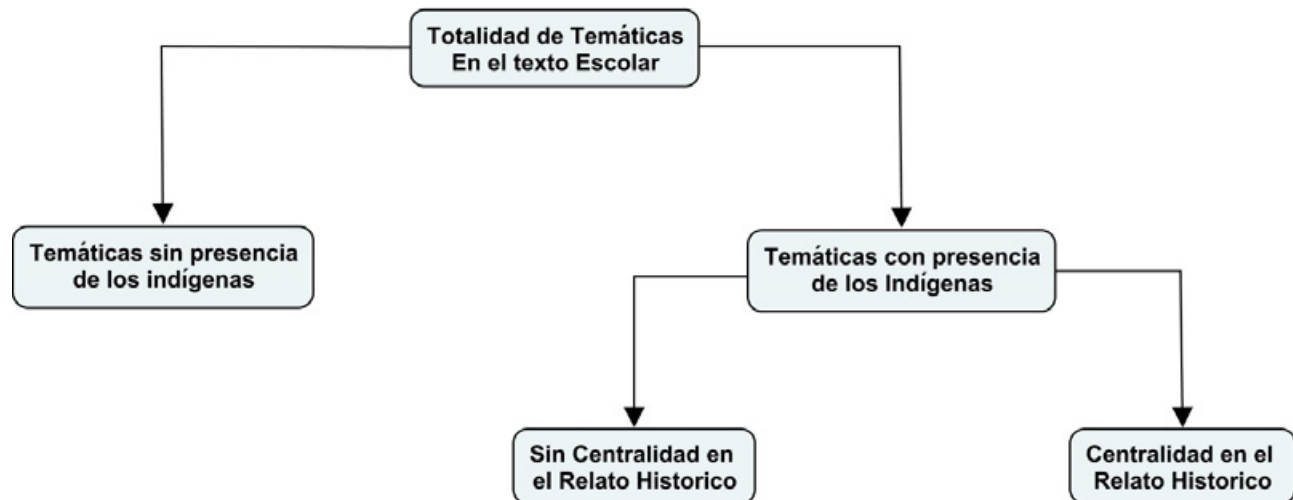 Totalidad de Temáticas
En el texto Escolar
Temáticas sin presencia
de los indígenas
Temáticas con presencia
de los Indígenas
Sin Centralidad en
el Relato Historico
Centralidad en el
Relato Historico